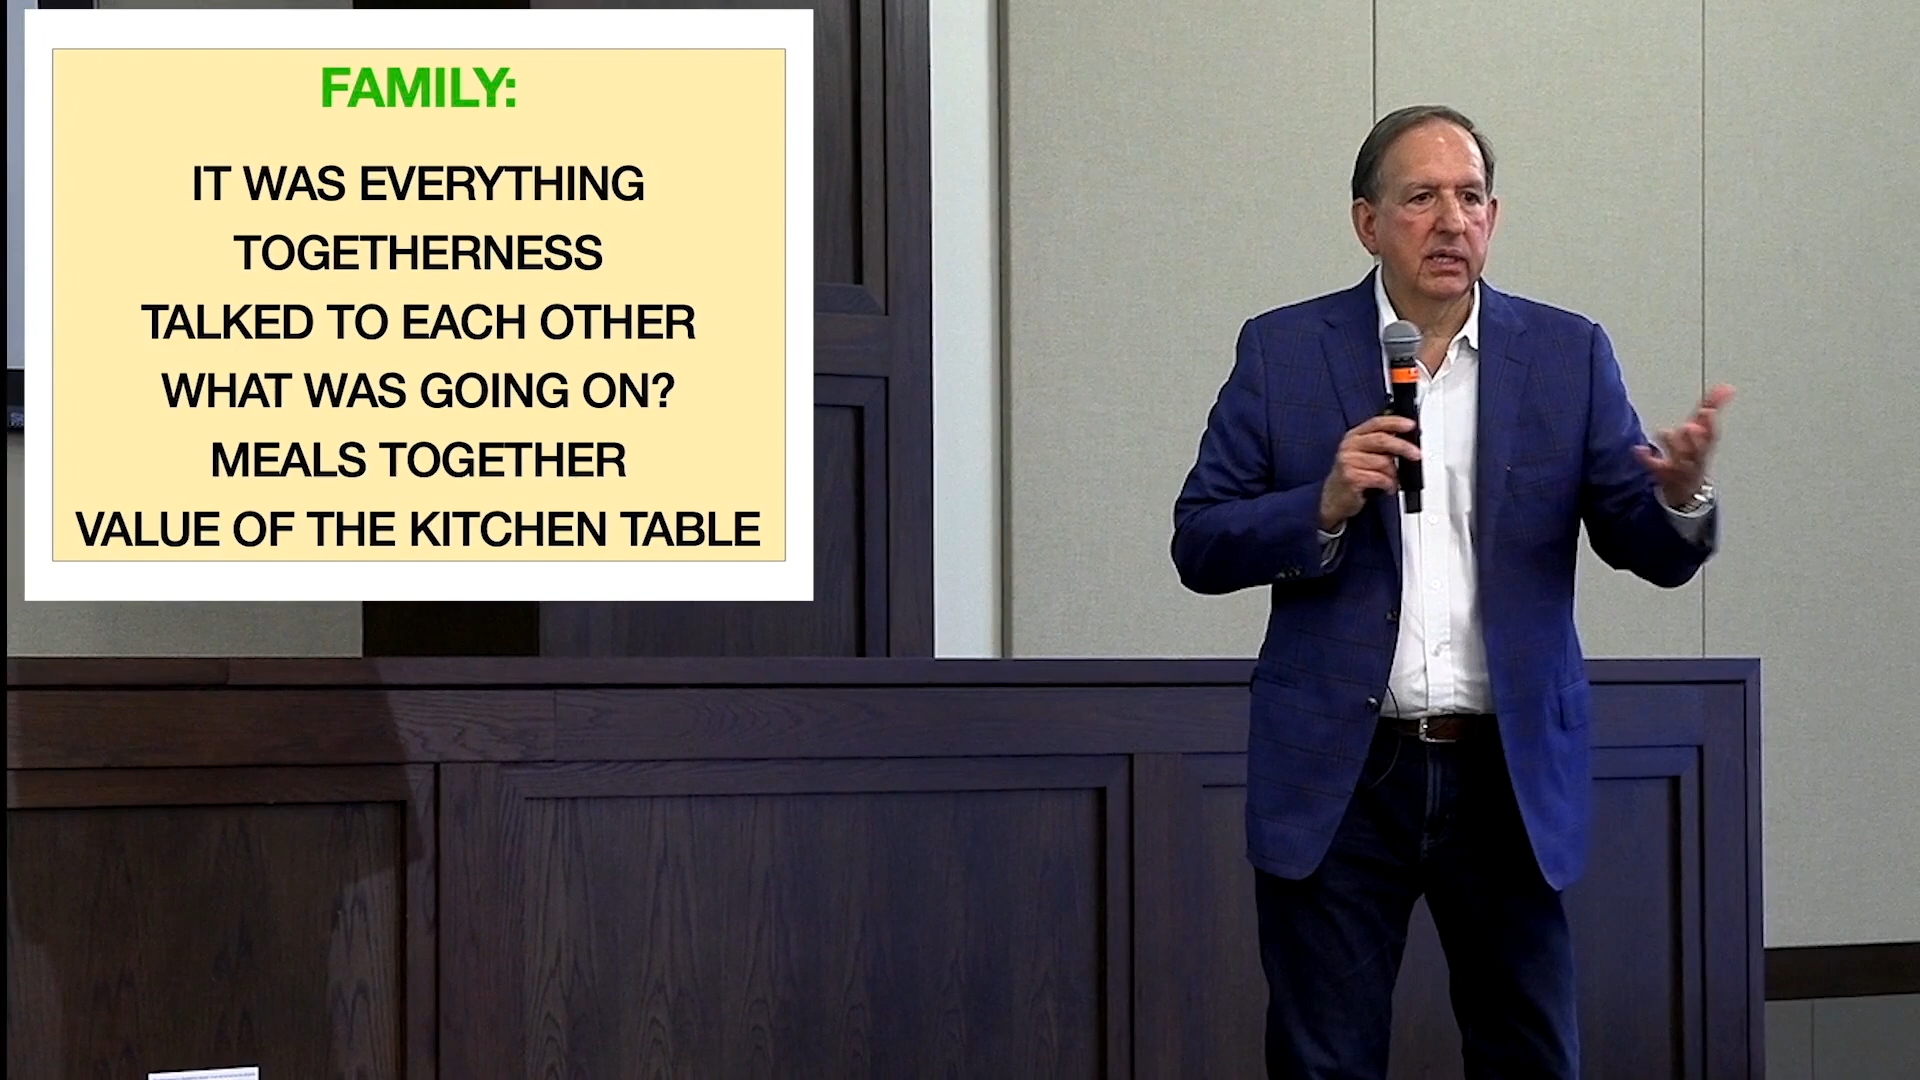 FAMILY:
IT WAS EVERYTHING
TOGETHERNESS
TALKED TO EACH OTHER
WHAT WAS GOING ON?
MEALS TOGETHER
VALUE OF THE KITCHEN TABLE